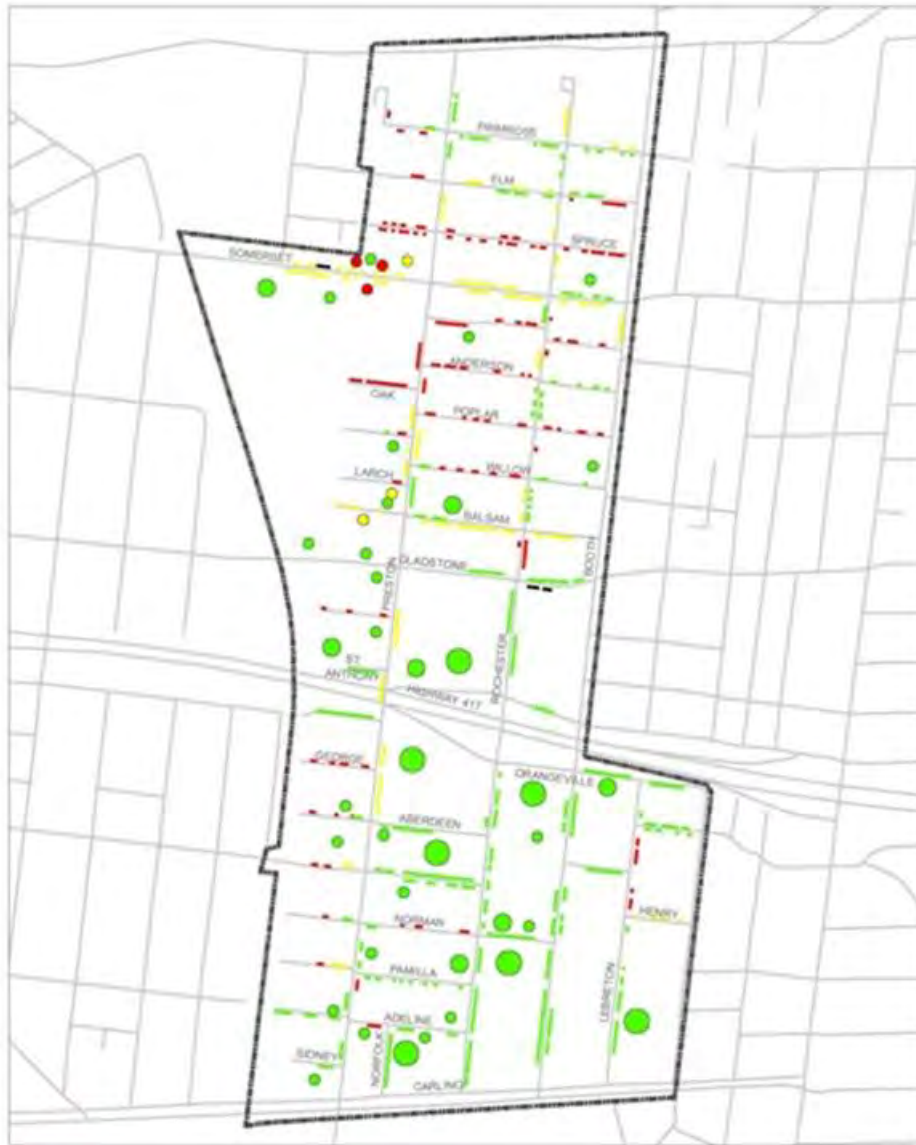 PRIMROSE
ELM
SPRUCE
SOMERSET
ANDERSON
OAK
POPLAR
WILLOW
LARCH
BALSAM
GLADSTONE
BOOTH
PRESTON
ROCHESTER
ST.
ANTHONY
HIGHWAY 417
GEORGE
ORANGEVILLE
ABERDEEN
HENRY
NORMAN
PAMILLA
LEBRETON
ADELINE
SIDNEY
NORFOLK
CARLING